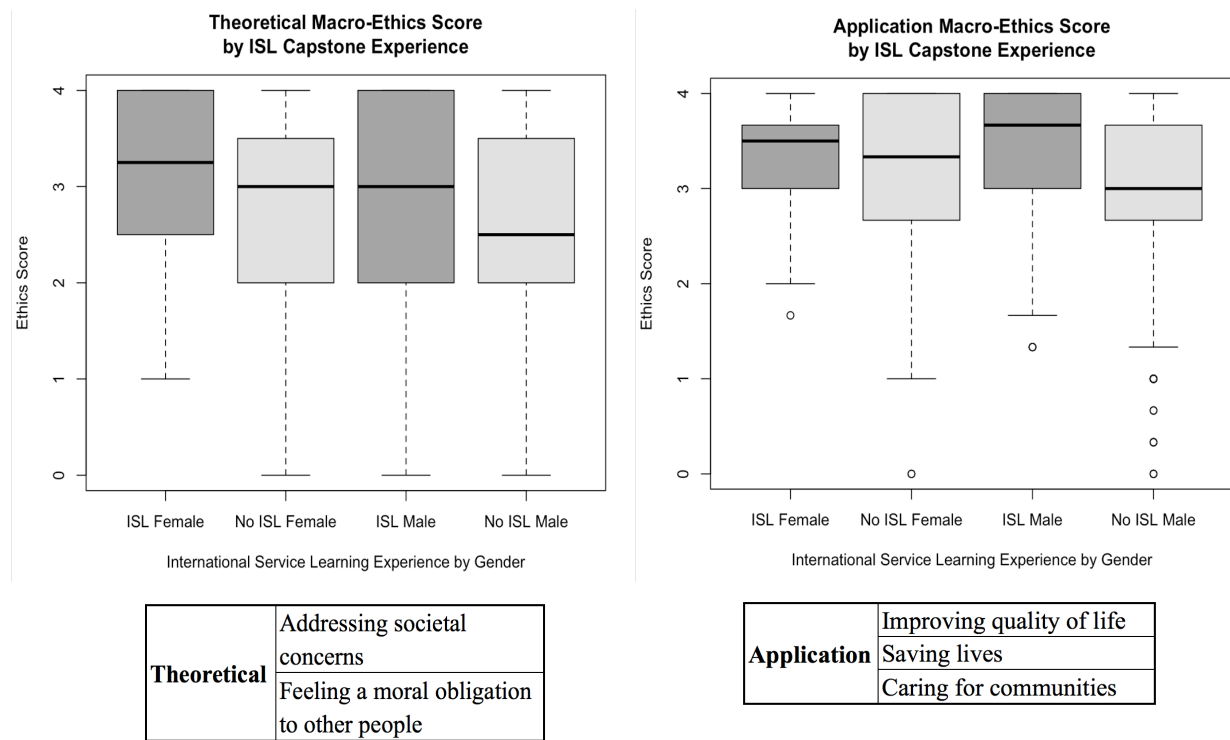 Theoretical Macro-Ethics Score
by ISL Capstone Experience
Ethics Score
4
3
2
1
0
ISL Female No ISL Female ISL Male No ISL Male
International Service Learning Experience by Gender
Application Macro-Ethics Score
by ISL Capstone Experience
Ethics Score
4
3
2
1
0
ISL Female No ISL Female ISL Male No ISL Male
International Service Learning Experience by Gender
Theoretical
Addressing societal
concerns
Feeling a moral obligation
to other people
Application
Improving quality of life
Saving lives
Caring for communities